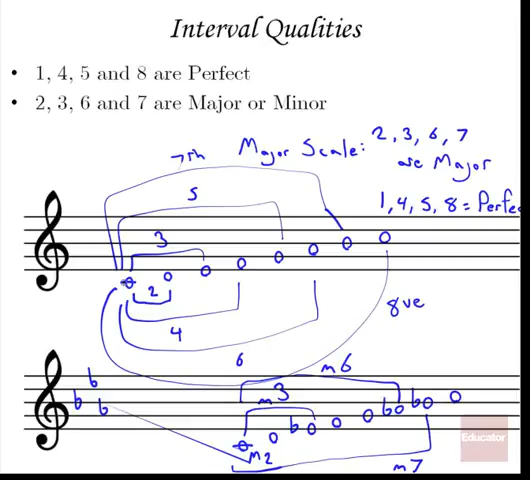 Interval Qualities
• 1, 4, 5 and 8 are Perfect
• 2, 3, 6 and 7 are Major or Minor
7th Major Scale: 2, 3, 6, 7
are Major
5
1, 4, 5, 8 = Perfec
3
2
4
8ve
6
m6
m3
m2
m7
Educator